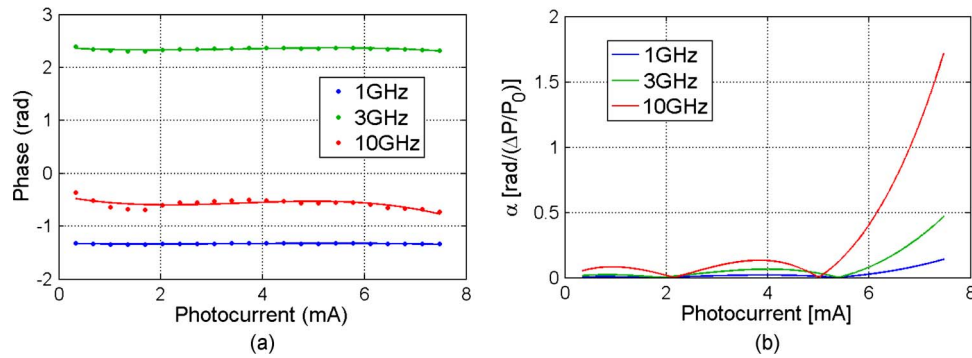 3
2
1
0
-1
-2
Phase (rad)
1GHz
3GHz
10GHz
0 2 4 6 8
Photocurrent (mA)
(a)
2
1.5
1
0.5
0
α [rad/(ΔP/P₀)]
1GHz
3GHz
10GHz
0 2 4 6 8
Photocurrent [mA]
(b)